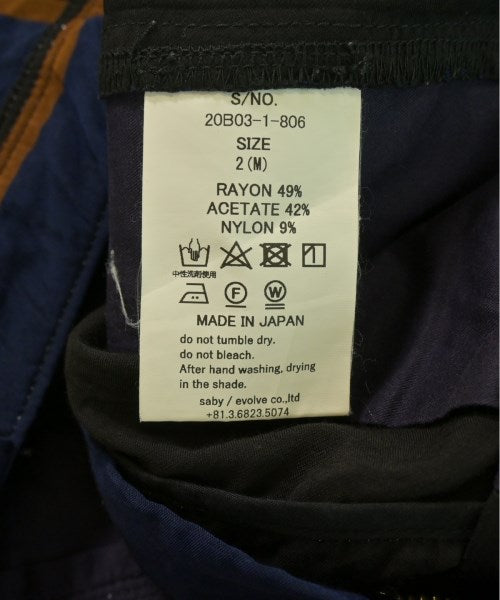 S/NO.
20B03-1-806
SIZE
2(M)
RAYON 49%
ACETATE 42%
NYLON 9%
中性洗剤使用
F
W
MADE IN JAPAN
do not tumble dry.
do not bleach.
After hand washing, drying
in the shade.
saby / evolve co.,ltd
+81.3.6823.5074